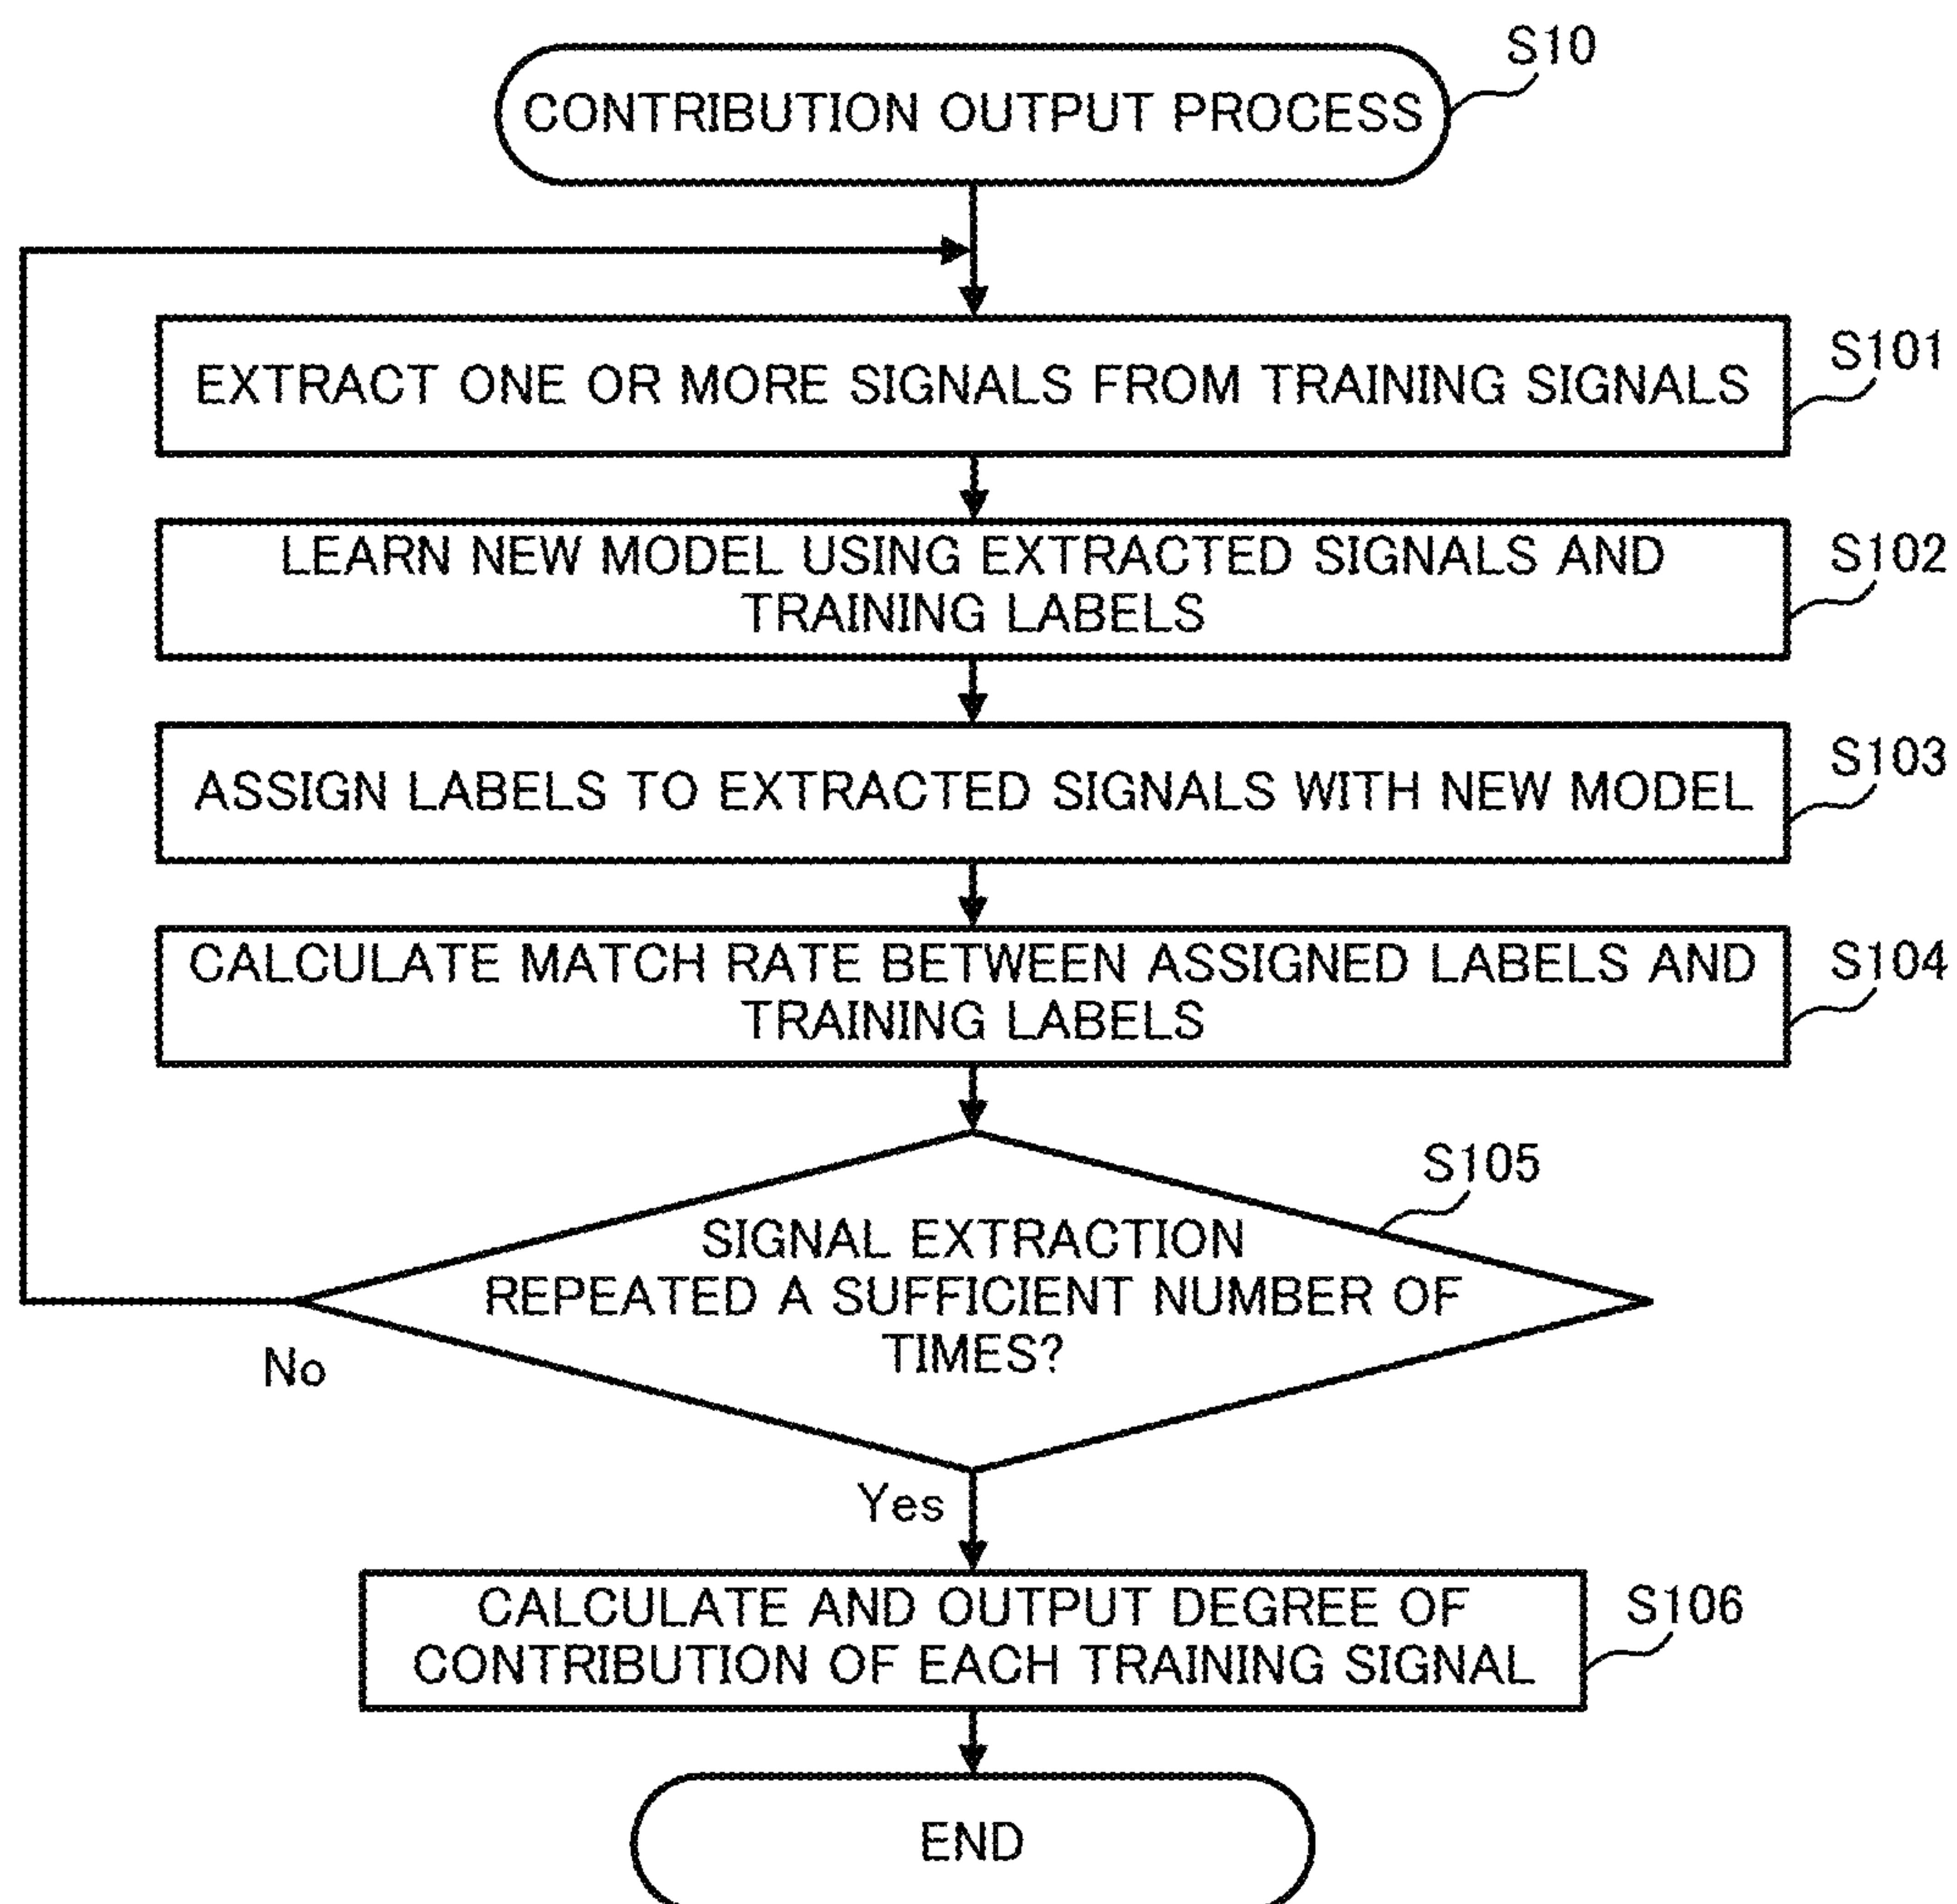 S10
CONTRIBUTION OUTPUT PROCESS
S101
EXTRACT ONE OR MORE SIGNALS FROM TRAINING SIGNALS
S102
LEARN NEW MODEL USING EXTRACTED SIGNALS AND
TRAINING LABELS
S103
ASSIGN LABELS TO EXTRACTED SIGNALS WITH NEW MODEL
S104
CALCULATE MATCH RATE BETWEEN ASSIGNED LABELS AND
TRAINING LABELS
S105
SIGNAL EXTRACTION
REPEATED A SUFFICIENT NUMBER OF
TIMES?
No
Yes
S106
CALCULATE AND OUTPUT DEGREE OF
CONTRIBUTION OF EACH TRAINING SIGNAL
END